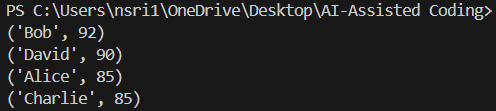 PS C:\Users\nsri1\OneDrive\Desktop\AI-Assisted Coding>
('Bob', 92)
('David', 90)
('Alice', 85)
('Charlie', 85)